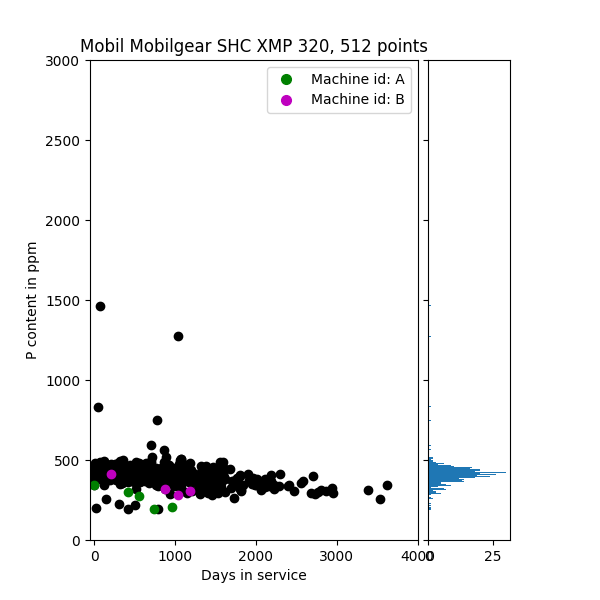 Mobil Mobilgear SHC XMP 320, 512 points
Machine id: A
Machine id: B
3000
2500
2000
1500
1000
500
0
P content in ppm
0
1000
2000
3000
4000
0
25
Days in service